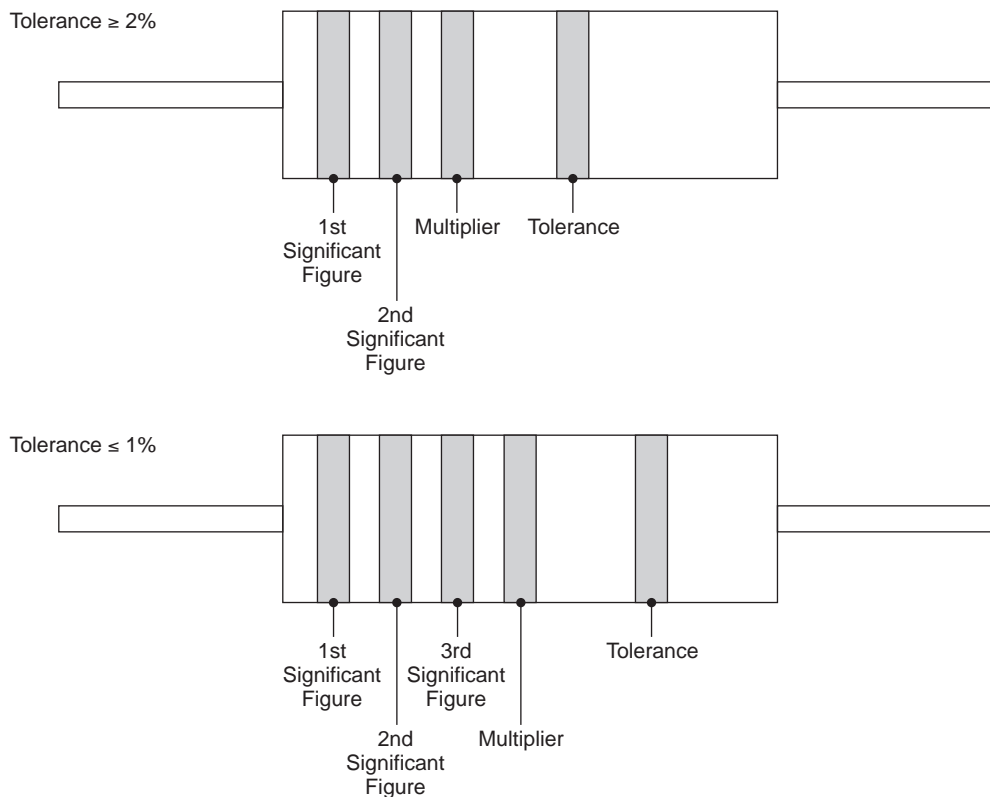 Tolerance ≥ 2%
1st
Significant
Figure
2nd
Significant
Figure
Multiplier
Tolerance
Tolerance ≤ 1%
1st
Significant
Figure
2nd
Significant
Figure
3rd
Significant
Figure
Multiplier
Tolerance